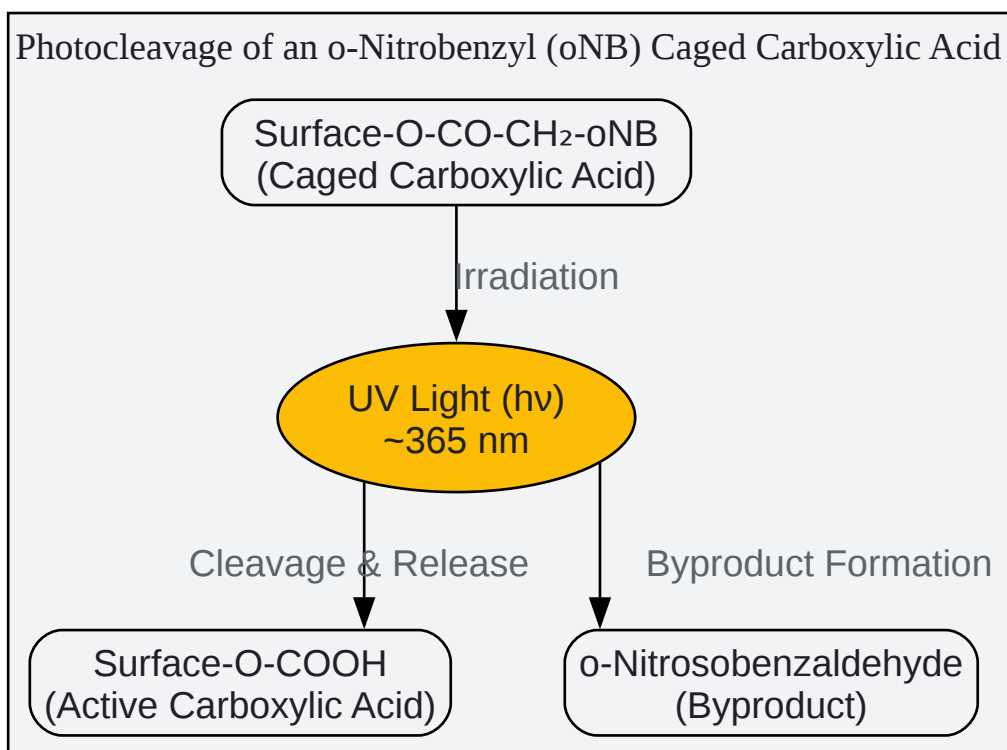 Photocleavage of an o-Nitrobenzyl (oNB) Caged Carboxylic Acid
Surface-O-CO-CH₂-oNB
(Caged Carboxylic Acid)
Irradiation
UV Light (hν)
~365 nm
Cleavage & Release
Byproduct Formation
Surface-O-COOH
(Active Carboxylic Acid)
o-Nitrosobenzaldehyde
(Byproduct)